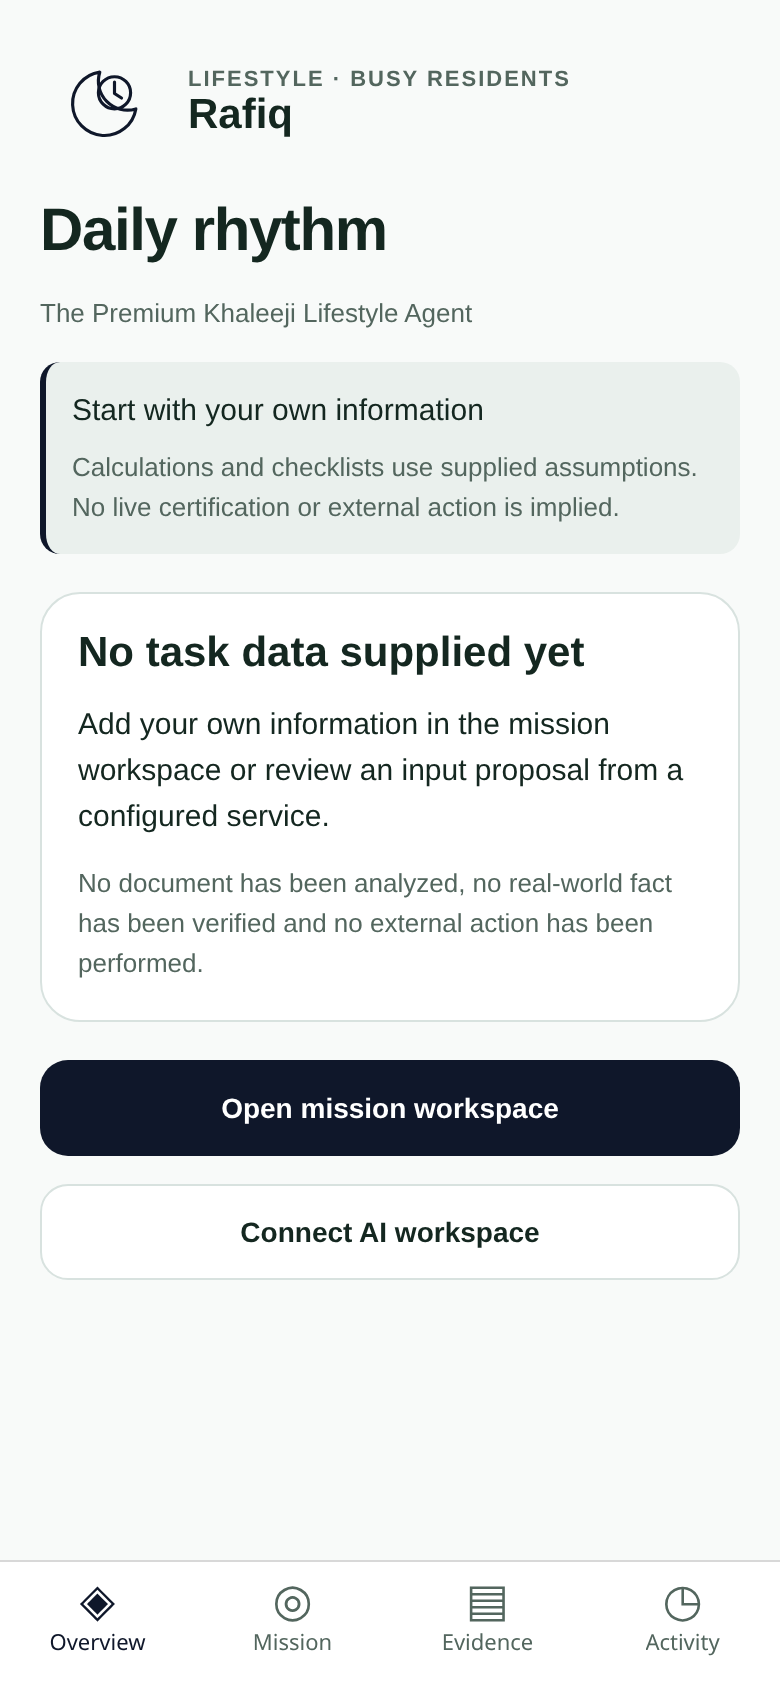 LIFESTYLE · BUSY RESIDENTS
Rafiq
Daily rhythm
The Premium Khaleeji Lifestyle Agent
Start with your own information
Calculations and checklists use supplied assumptions.
No live certification or external action is implied.
No task data supplied yet
Add your own information in the mission
workspace or review an input proposal from a
configured service.
No document has been analyzed, no real-world fact
has been verified and no external action has been
performed.
Open mission workspace
Connect AI workspace
Overview
Mission
Evidence
Activity